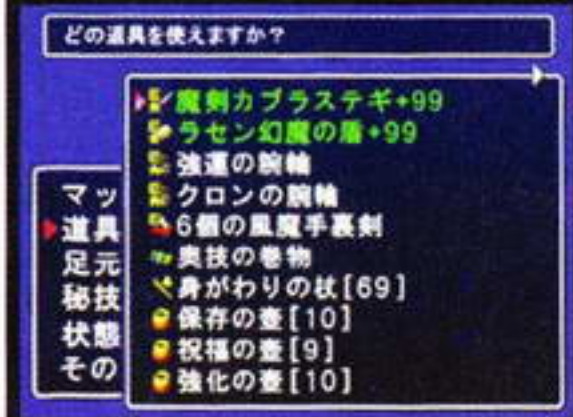 どの道具を使えますか?
魔剣カブラステギ+99
ラセン幻魔の盾+99
強運の腕輪
クロンの腕輪
6個の風魔手裏剣
奥技の巻物
身がわりの杖[69]
保存の壺[10]
祝福の壺[9]
強化の壺[10]
マッ
道具
足元
秘技
状態
その